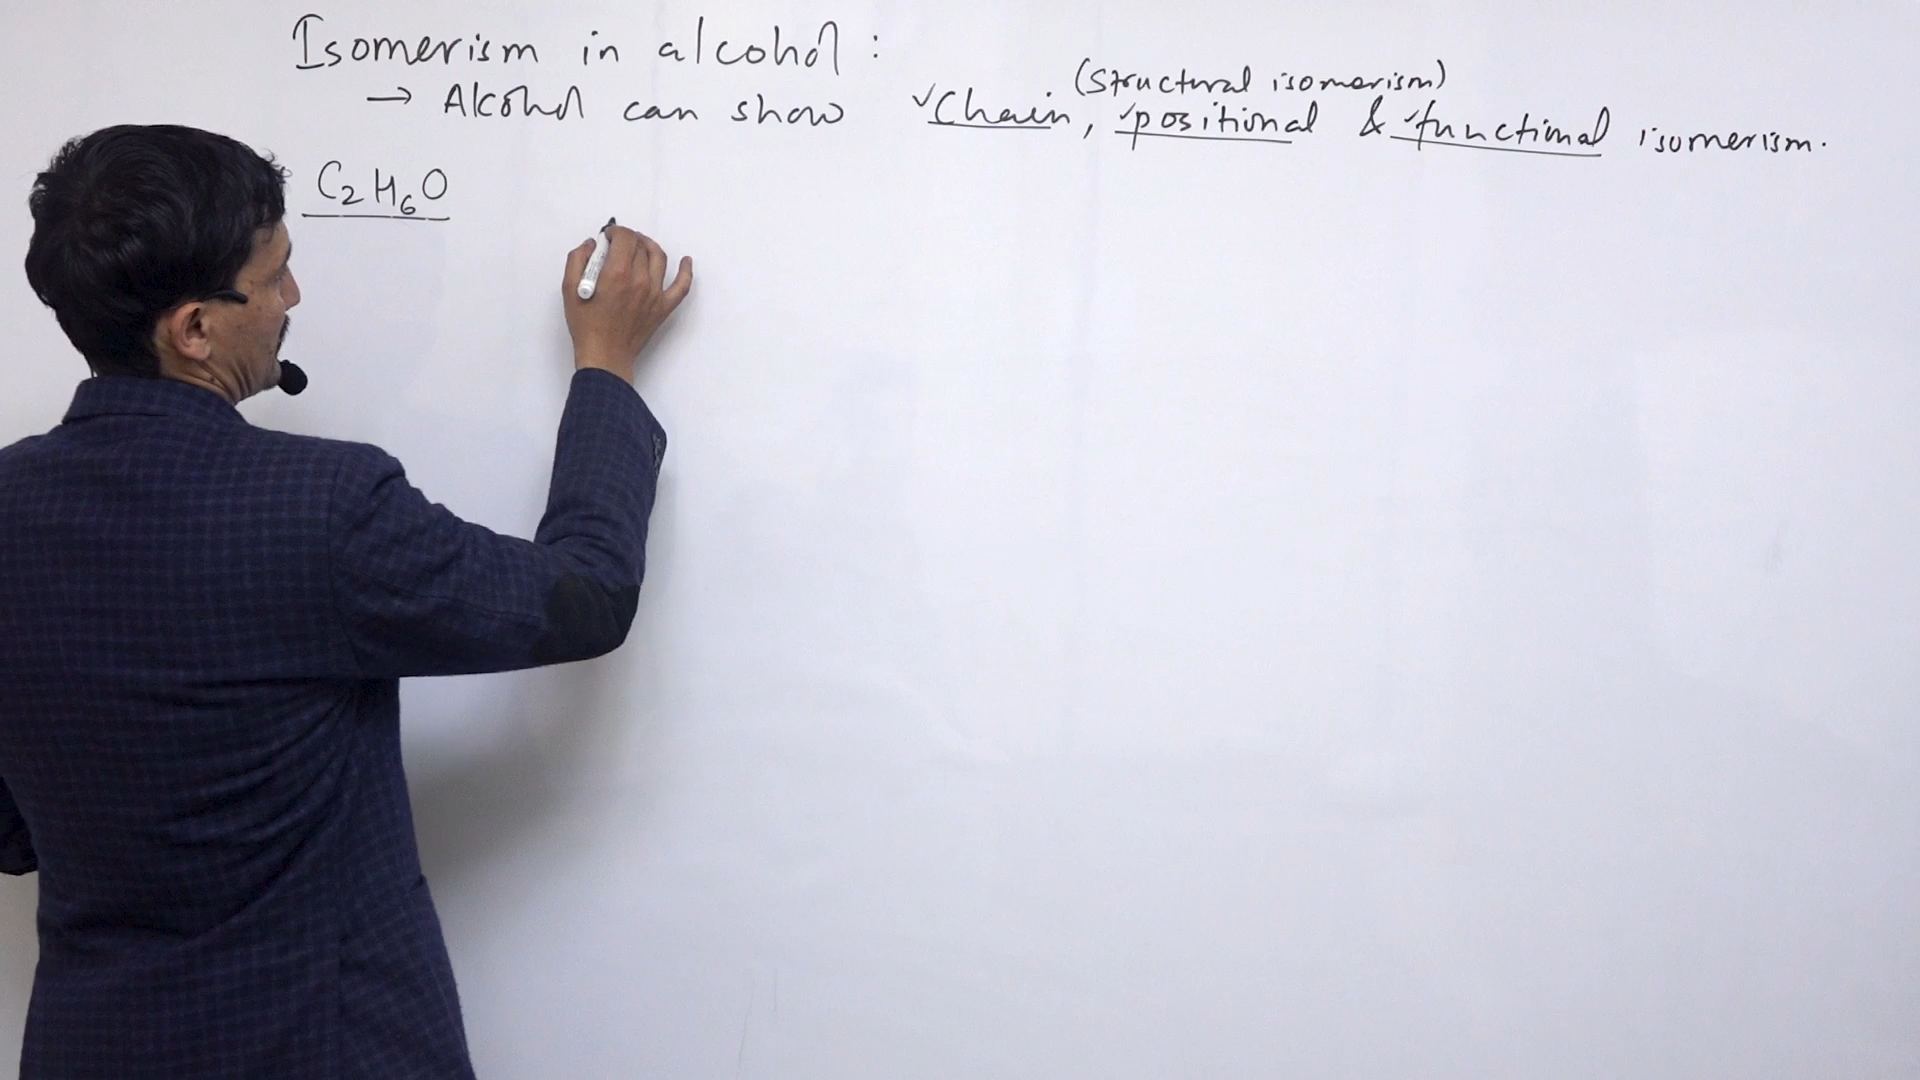 Isomerism in alcohol :
(Structural isomerism)
→ Alcohol can show ✓Chain, ✓positional & ✓functional isomerism.
C₂H₆O